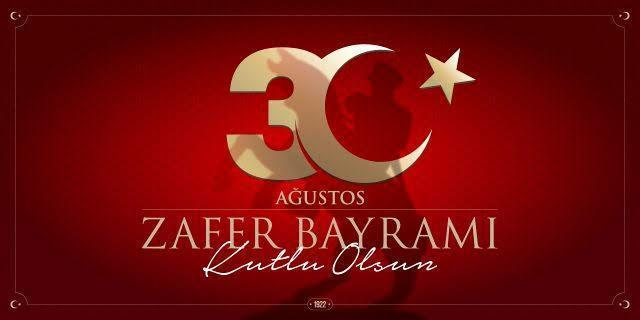 30
AĞUSTOS
ZAFER BAYRAMI
Kutlu Olsun
1922